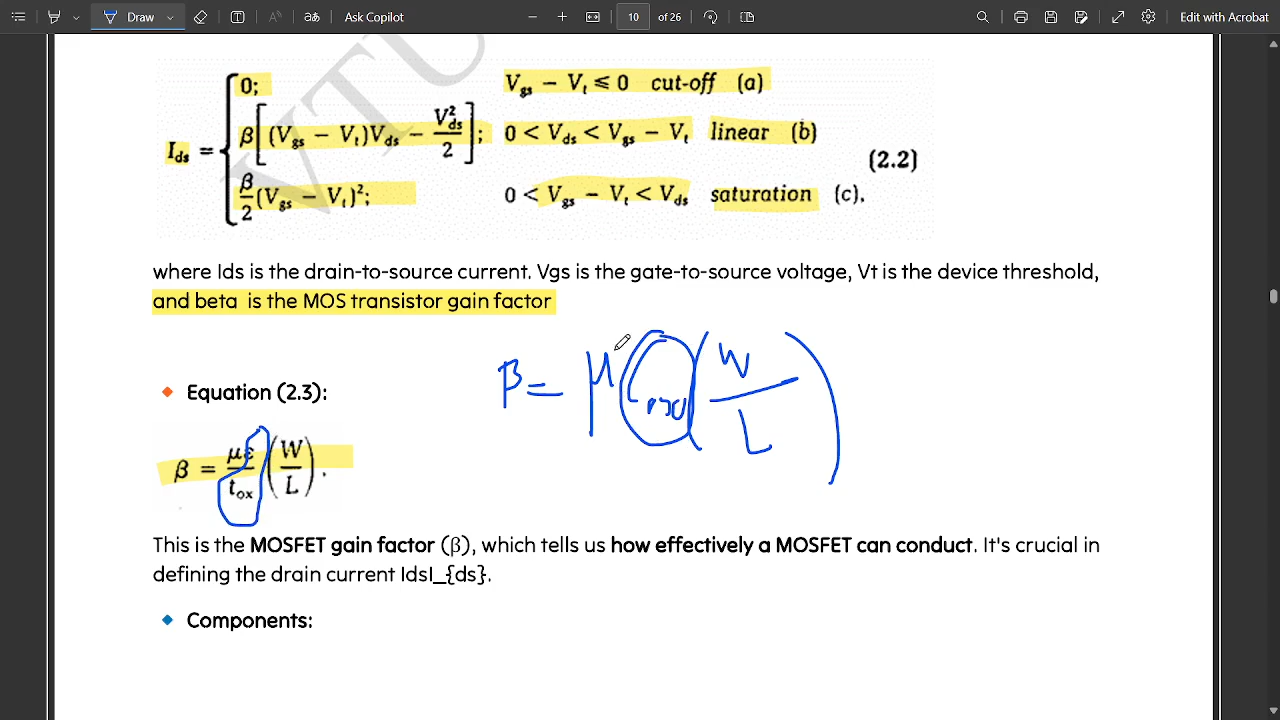 Draw
Ask Copilot
10 of 26
Edit with Acrobat
VTU
0; V_gs − V_t ⩽ 0 cut-off (a)
I_ds = β[(V_gs − V_t)V_ds − V_ds^2/2]; 0 < V_ds < V_gs − V_t linear (b)
(2.2)
β/2 (V_gs − V_t)^2; 0 < V_gs − V_t < V_ds saturation (c).
where Ids is the drain-to-source current. Vgs is the gate-to-source voltage, Vt is the device threshold,
and beta is the MOS transistor gain factor
β = μ Cox (W/L)
Equation (2.3):
β = με/t_ox (W/L).
This is the MOSFET gain factor (β), which tells us how effectively a MOSFET can conduct. It's crucial in
defining the drain current IdsI_{ds}.
Components: